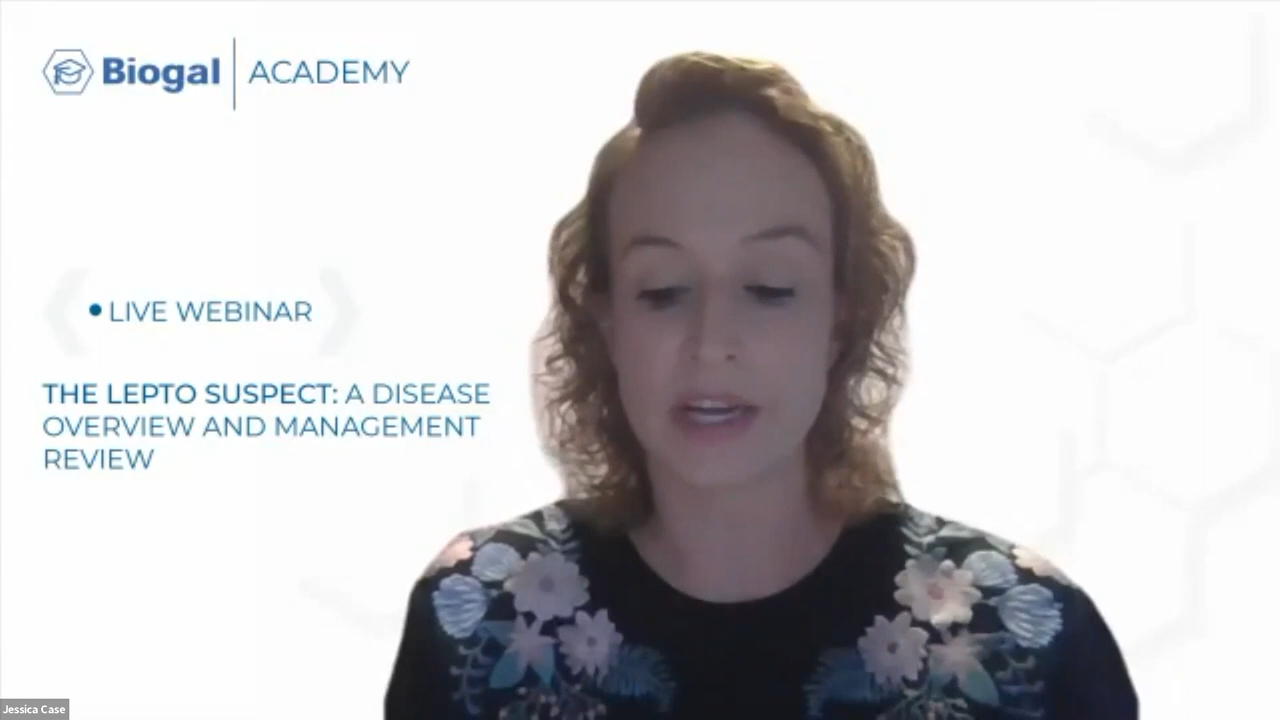 Biogal ACADEMY
• LIVE WEBINAR
THE LEPTO SUSPECT: A DISEASE
OVERVIEW AND MANAGEMENT
REVIEW
Jessica Case